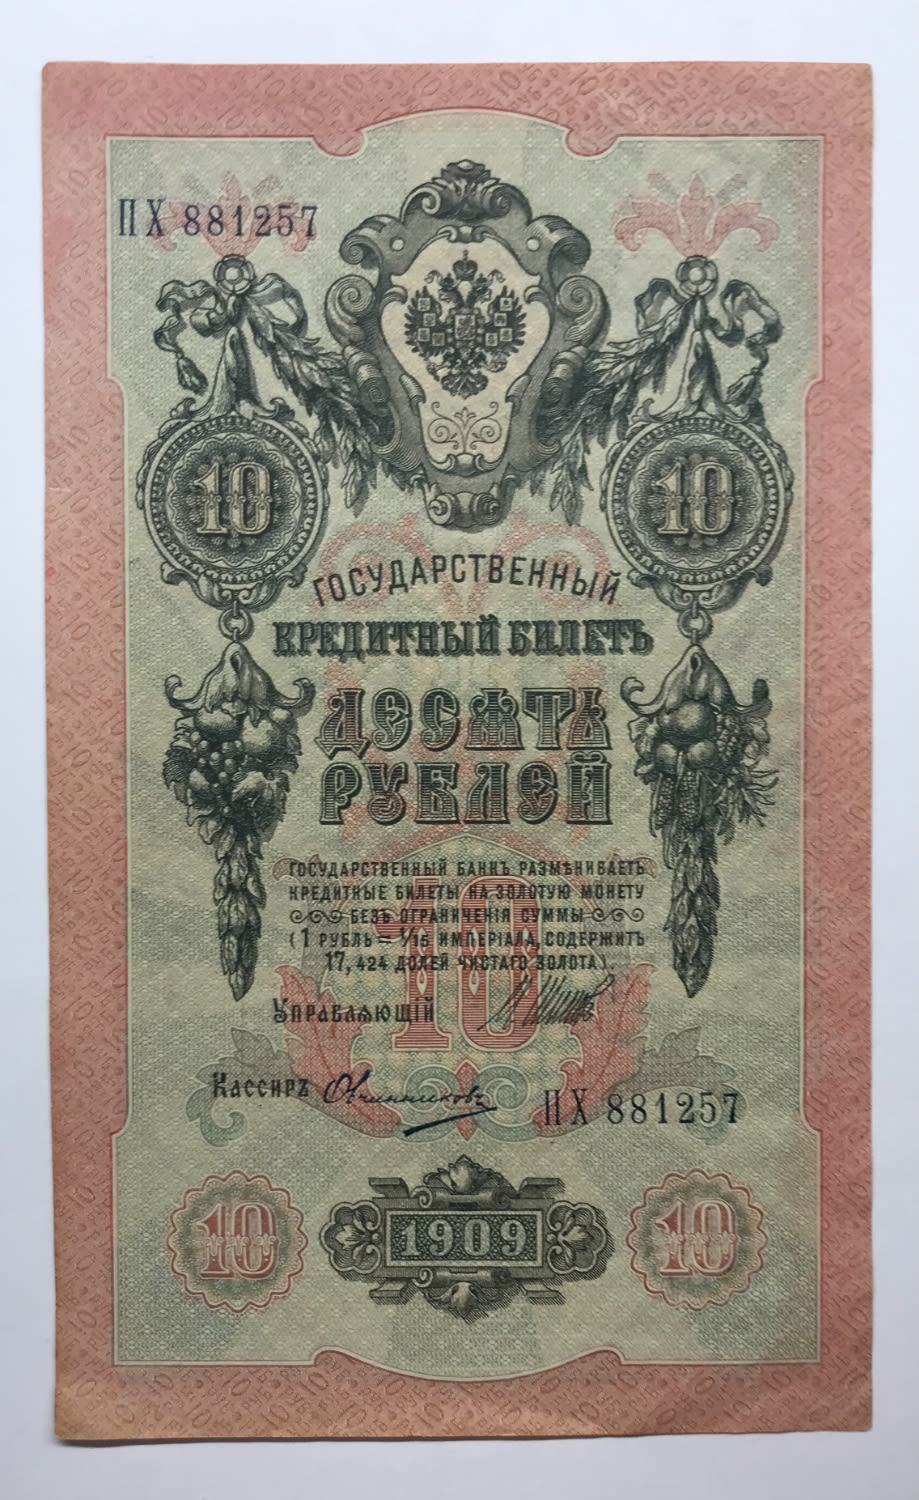 ПХ 881257
10 10
ГОСУДАРСТВЕННЫЙ
КРЕДИТНЫЙ БИЛЕТЪ
ДЕСЯТЬ
РУБЛЕЙ
ГОСУДАРСТВЕННЫЙ БАНКЪ РАЗМѢНИВАЕТЪ
КРЕДИТНЫЕ БИЛЕТЫ НА ЗОЛОТУЮ МОНЕТУ
БЕЗЪ ОГРАНИЧЕНІЯ СУММЫ
(1 РУБЛЬ = 1/15 ИМПЕРІАЛА, СОДЕРЖИТЪ
17,424 ДОЛЕЙ ЧИСТАГО ЗОЛОТА).
10
УПРАВЛЯЮЩІЙ
Кассиръ Овчинниковъ
ПХ 881257
10 1909 10